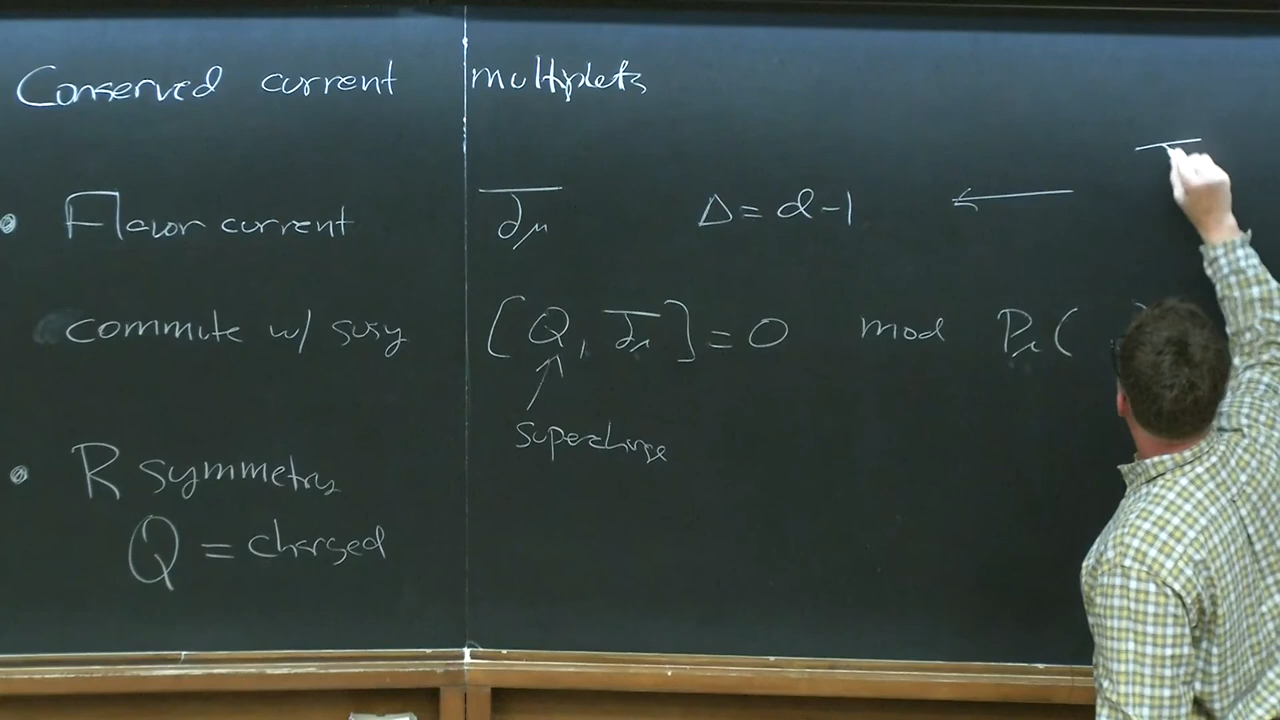 Conserved current multiplets
• Flavor current j_μ Δ = d-1 ←
commute w/ susy [Q, j_μ] = 0 mod P_μ(
supercharge
• R symmetry
Q = charged